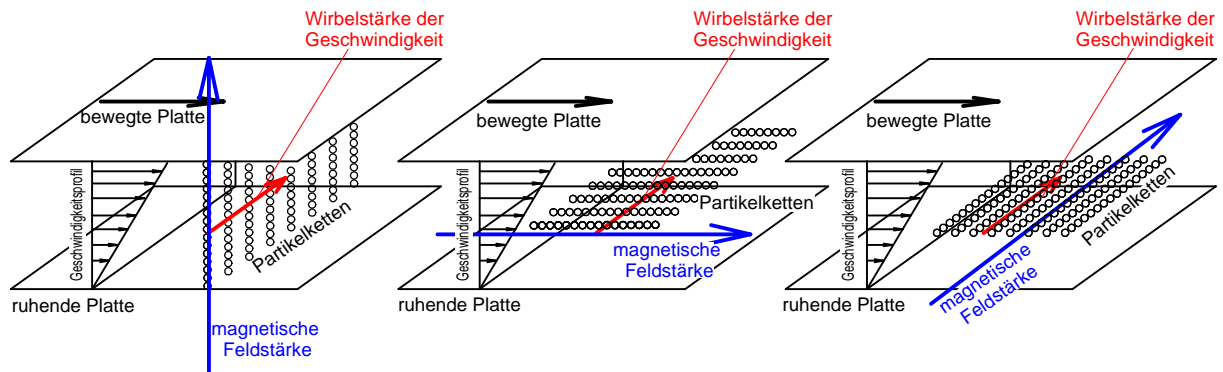 Wirbelstärke der
Geschwindigkeit
bewegte Platte
Geschwindigkeitsprofil
Partikelketten
ruhende Platte
magnetische
Feldstärke
Wirbelstärke der
Geschwindigkeit
bewegte Platte
Geschwindigkeitsprofil
Partikelketten
magnetische
Feldstärke
ruhende Platte
Wirbelstärke der
Geschwindigkeit
bewegte Platte
Geschwindigkeitsprofil
Partikelketten
magnetische
Feldstärke
ruhende Platte